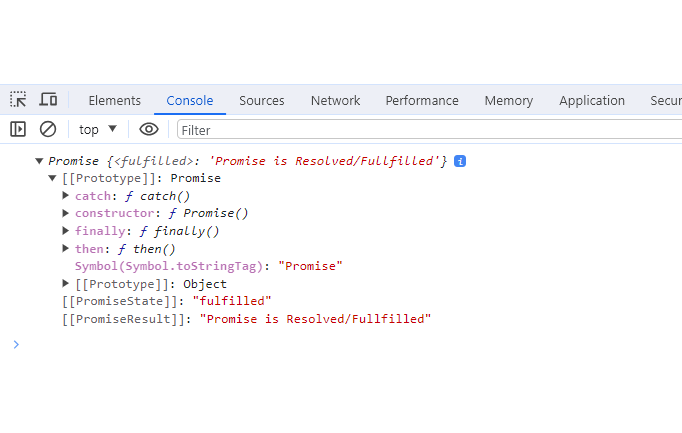 Elements Console Sources Network Performance Memory Application Secur
top Filter
Promise {<fulfilled>: 'Promise is Resolved/Fullfilled'} i
[[Prototype]]: Promise
catch: ƒ catch()
constructor: ƒ Promise()
finally: ƒ finally()
then: ƒ then()
Symbol(Symbol.toStringTag): "Promise"
[[Prototype]]: Object
[[PromiseState]]: "fulfilled"
[[PromiseResult]]: "Promise is Resolved/Fullfilled"